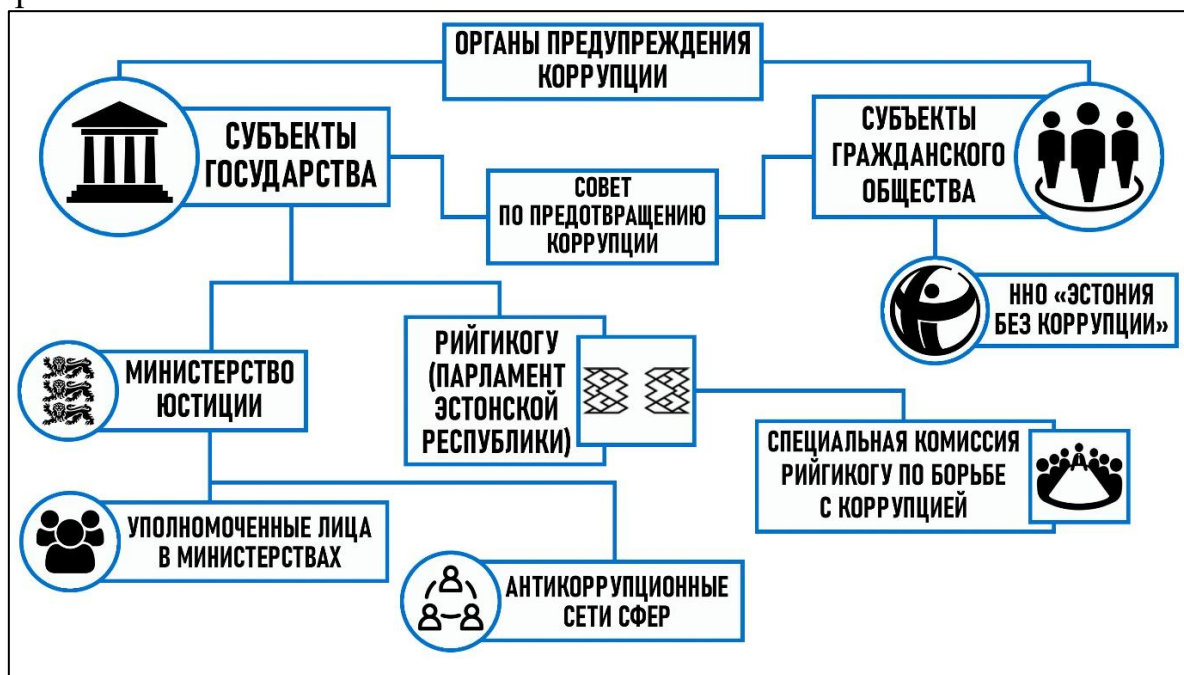 ОРГАНЫ ПРЕДУПРЕЖДЕНИЯ
КОРРУПЦИИ
СУБЪЕКТЫ
ГОСУДАРСТВА
СУБЪЕКТЫ
ГРАЖДАНСКОГО
ОБЩЕСТВА
СОВЕТ
ПО ПРЕДОТВРАЩЕНИЮ
КОРРУПЦИИ
ННО «ЭСТОНИЯ
БЕЗ КОРРУПЦИИ»
МИНИСТЕРСТВО
ЮСТИЦИИ
РИЙГИКОГУ
(ПАРЛАМЕНТ
ЭСТОНСКОЙ
РЕСПУБЛИКИ)
СПЕЦИАЛЬНАЯ КОМИССИЯ
РИЙГИКОГУ ПО БОРЬБЕ
С КОРРУПЦИЕЙ
УПОЛНОМОЧЕННЫЕ ЛИЦА
В МИНИСТЕРСТВАХ
АНТИКОРРУПЦИОННЫЕ
СЕТИ СФЕР